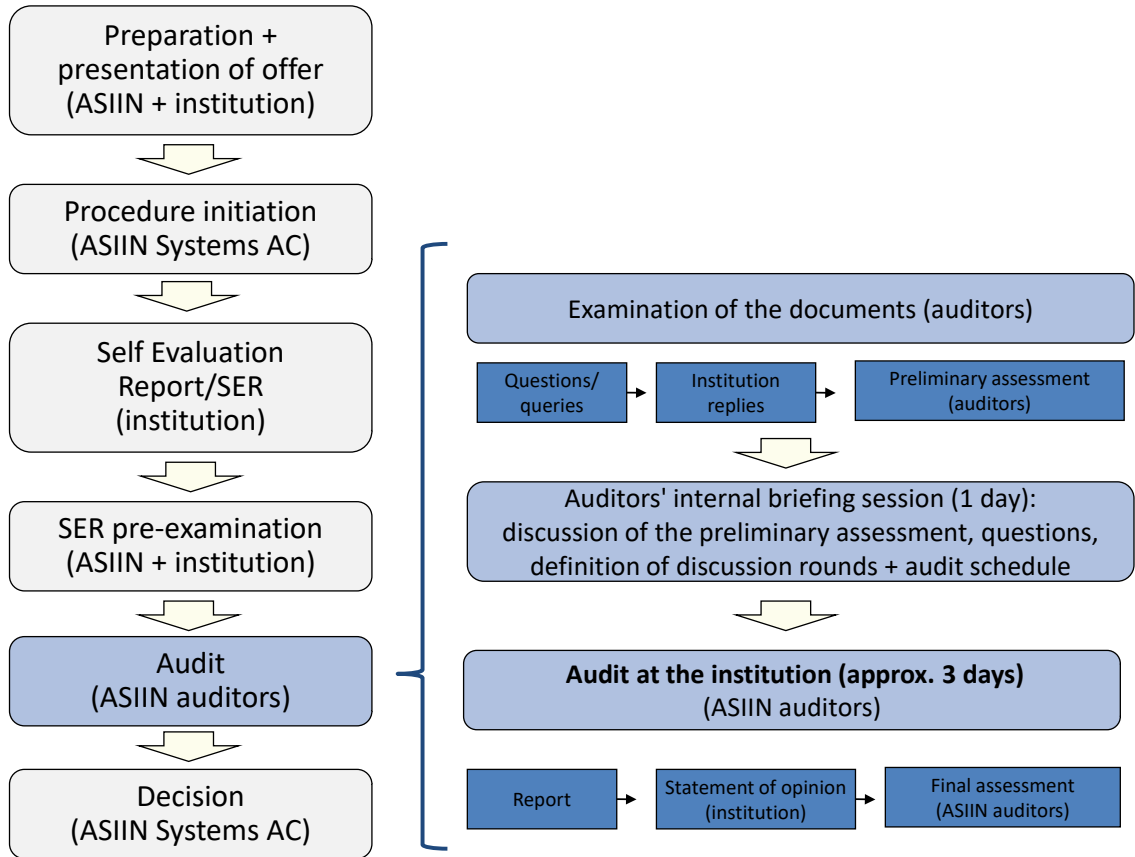 Preparation +
presentation of offer
(ASIIN + institution)
Procedure initiation
(ASIIN Systems AC)
Self Evaluation
Report/SER
(institution)
SER pre-examination
(ASIIN + institution)
Audit
(ASIIN auditors)
Decision
(ASIIN Systems AC)
Examination of the documents (auditors)
Questions/
queries
Institution
replies
Preliminary assessment
(auditors)
Auditors' internal briefing session (1 day):
discussion of the preliminary assessment, questions,
definition of discussion rounds + audit schedule
Audit at the institution (approx. 3 days)
(ASIIN auditors)
Report
Statement of opinion
(institution)
Final assessment
(ASIIN auditors)